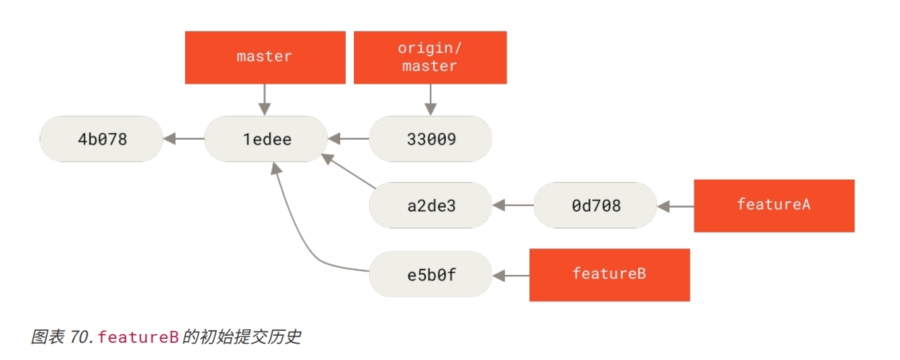 master
origin/
master
4b078
1edee
33009
a2de3
0d708
featureA
e5b0f
featureB
图表 70. featureB 的初始提交历史